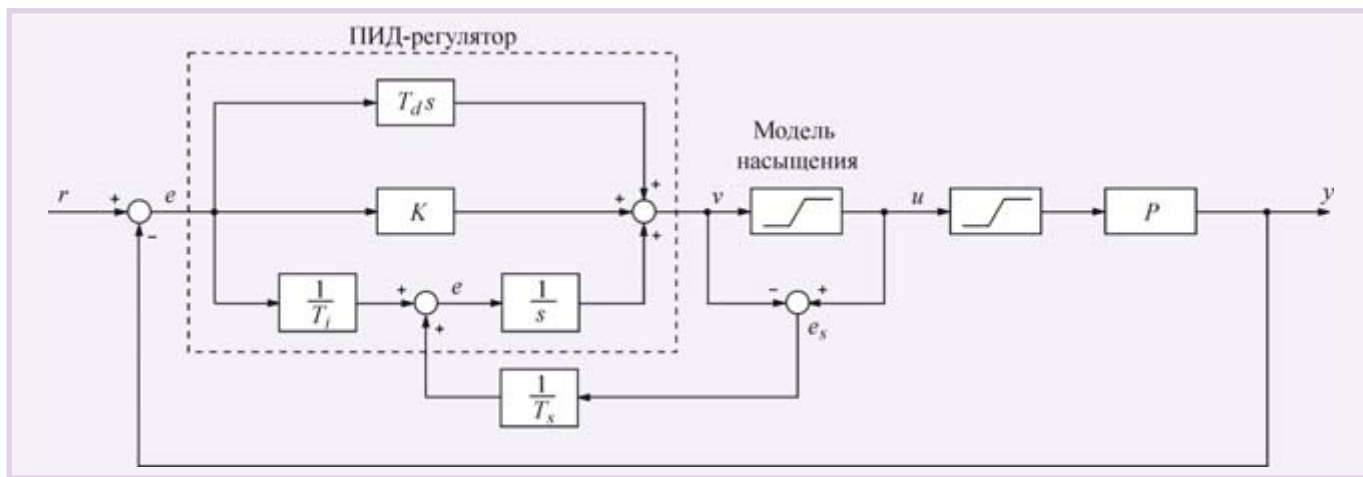 ПИД-регулятор
T_d s
Модель
насыщения
r
+
e
-
K
+
+
+
v
u
P
y
1
T_i
+
e
+
1
s
-
+
e_s
1
T_s